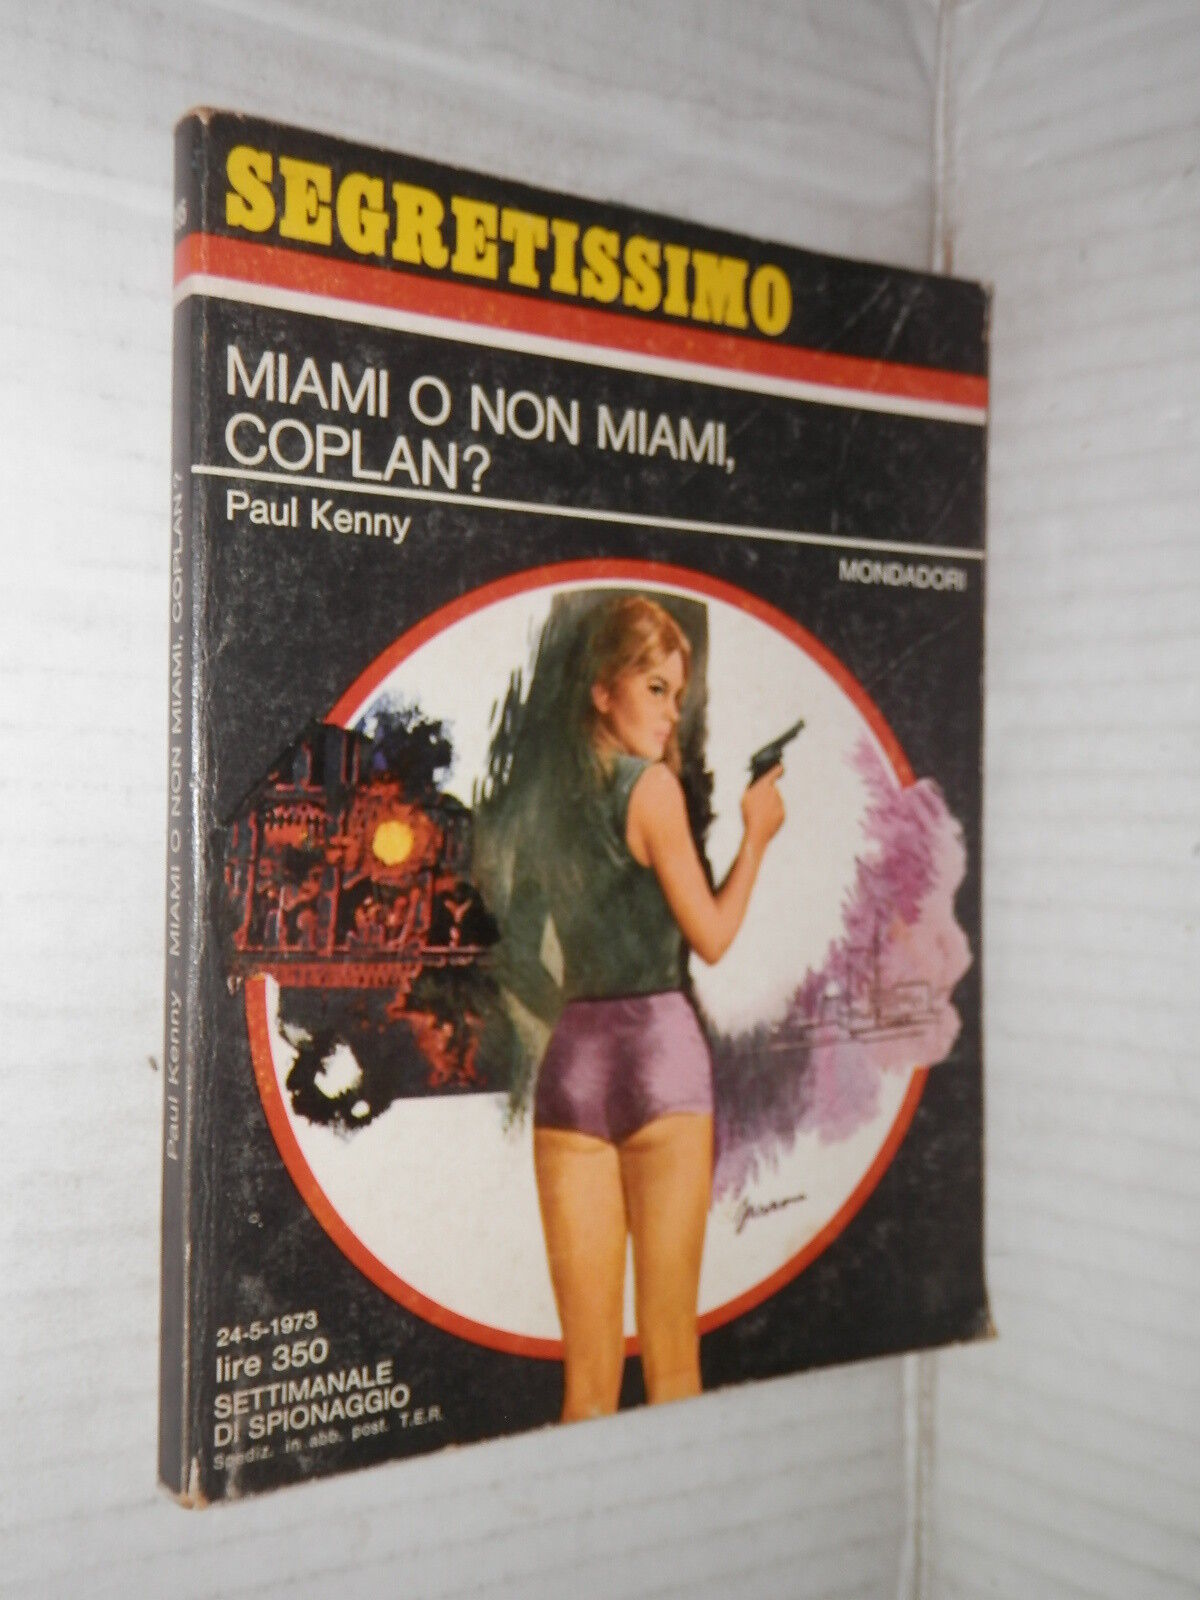 SEGRETISSIMO
MIAMI O NON MIAMI,
COPLAN?
Paul Kenny
MONDADORI
24-5-1973
lire 350
SETTIMANALE
DI SPIONAGGIO
Spediz. in abb. post. T.E.R.
Paul Kenny - MIAMI O NON MIAMI, COPLAN?